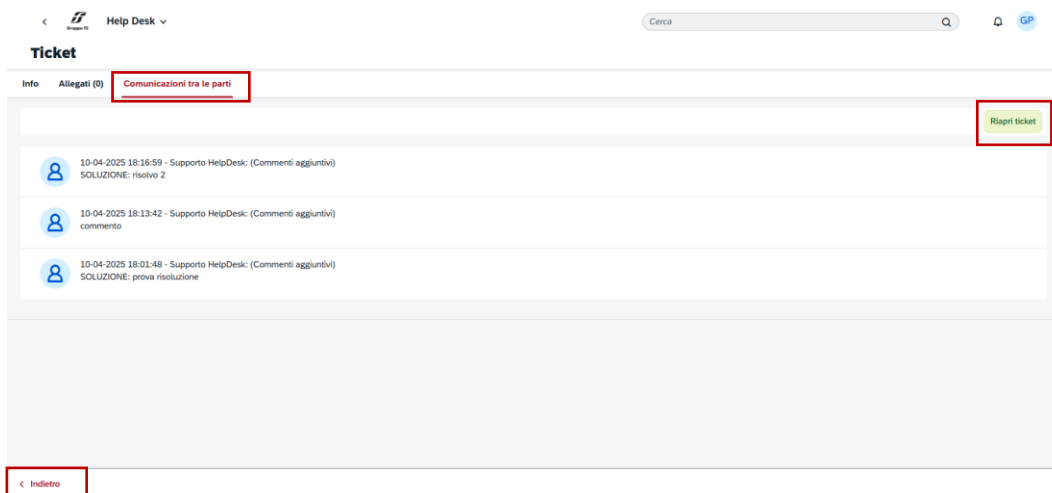 Gruppo FS
Help Desk
Cerca
GP
Ticket
Info
Allegati (0)
Comunicazioni tra le parti
Riapri ticket
10-04-2025 18:16:59 - Supporto HelpDesk: (Commenti aggiuntivi)
SOLUZIONE: risolvo 2
10-04-2025 18:13:42 - Supporto HelpDesk: (Commenti aggiuntivi)
commento
10-04-2025 18:01:48 - Supporto HelpDesk: (Commenti aggiuntivi)
SOLUZIONE: prova risoluzione
Indietro